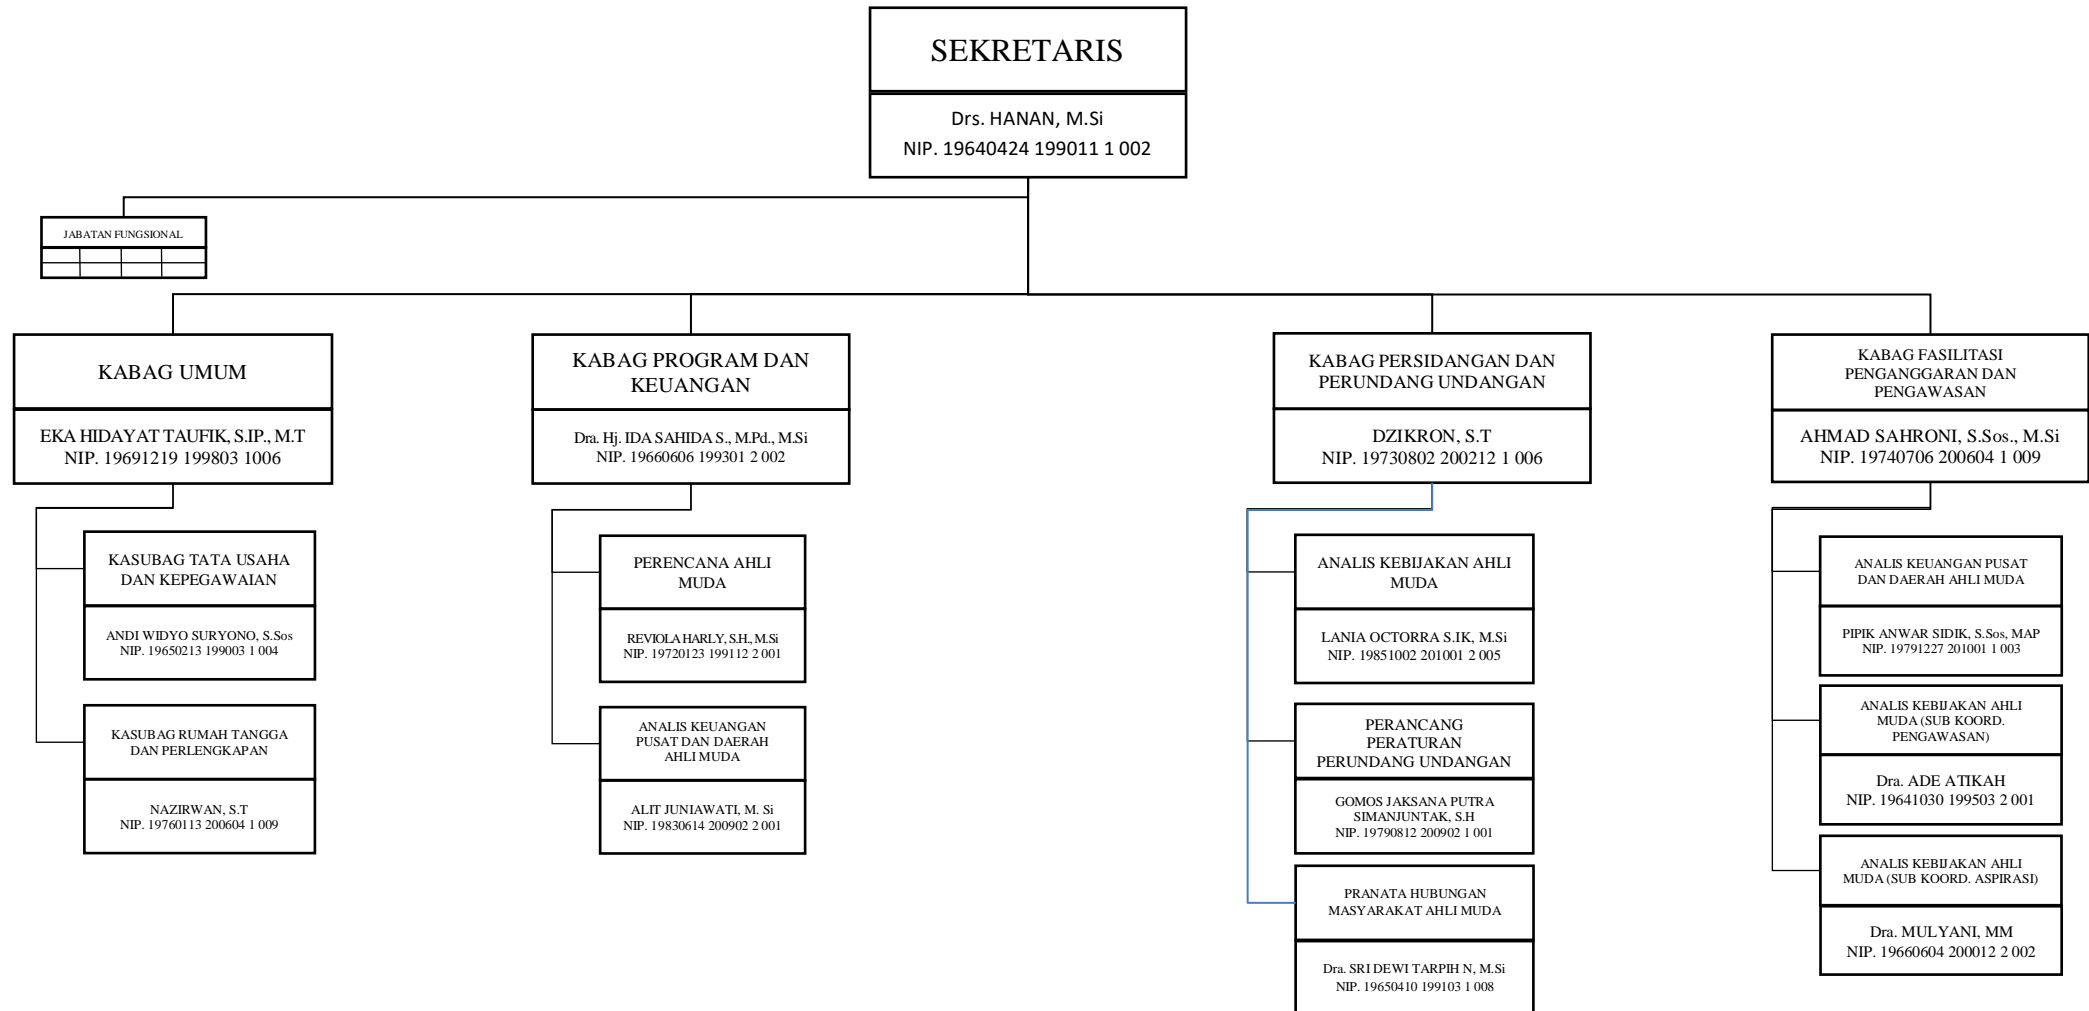 SEKRETARIS
Drs. HANAN, M.Si
NIP. 19640424 199011 1 002
JABATAN FUNGSIONAL
KABAG UMUM
EKA HIDAYAT TAUFIK, S.IP., M.T
NIP. 19691219 199803 1006
KASUBAG TATA USAHA
DAN KEPEGAWAIAN
ANDI WIDYO SURYONO, S.Sos
NIP. 19650213 199003 1 004
KASUBAG RUMAH TANGGA
DAN PERLENGKAPAN
NAZIRWAN, S.T
NIP. 19760113 200604 1 009
KABAG PROGRAM DAN
KEUANGAN
Dra. Hj. IDA SAHIDA S., M.Pd., M.Si
NIP. 19660606 199301 2 002
PERENCANA AHLI
MUDA
REVIOLA HARLY, S.H., M.Si
NIP. 19720123 199112 2 001
ANALIS KEUANGAN
PUSAT DAN DAERAH
AHLI MUDA
ALIT JUNIAWATI, M. Si
NIP. 19830614 200902 2 001
KABAG PERSIDANGAN DAN
PERUNDANG UNDANGAN
DZIKRON, S.T
NIP. 19730802 200212 1 006
ANALIS KEBIJAKAN AHLI
MUDA
LANIA OCTORRA S.IK, M.Si
NIP. 19851002 201001 2 005
PERANCANG
PERATURAN
PERUNDANG UNDANGAN
GOMOS JAKSANA PUTRA
SIMANJUNTAK, S.H
NIP. 19790812 200902 1 001
PRANATA HUBUNGAN
MASYARAKAT AHLI MUDA
Dra. SRI DEWI TARPIH N, M.Si
NIP. 19650410 199103 1 008
KABAG FASILITASI
PENGANGGARAN DAN
PENGAWASAN
AHMAD SAHRONI, S.Sos., M.Si
NIP. 19740706 200604 1 009
ANALIS KEUANGAN PUSAT
DAN DAERAH AHLI MUDA
PIPIK ANWAR SIDIK, S.Sos, MAP
NIP. 19791227 201001 1 003
ANALIS KEBIJAKAN AHLI
MUDA (SUB KOORD.
PENGAWASAN)
Dra. ADE ATIKAH
NIP. 19641030 199503 2 001
ANALIS KEBIJAKAN AHLI
MUDA (SUB KOORD. ASPIRASI)
Dra. MULYANI, MM
NIP. 19660604 200012 2 002